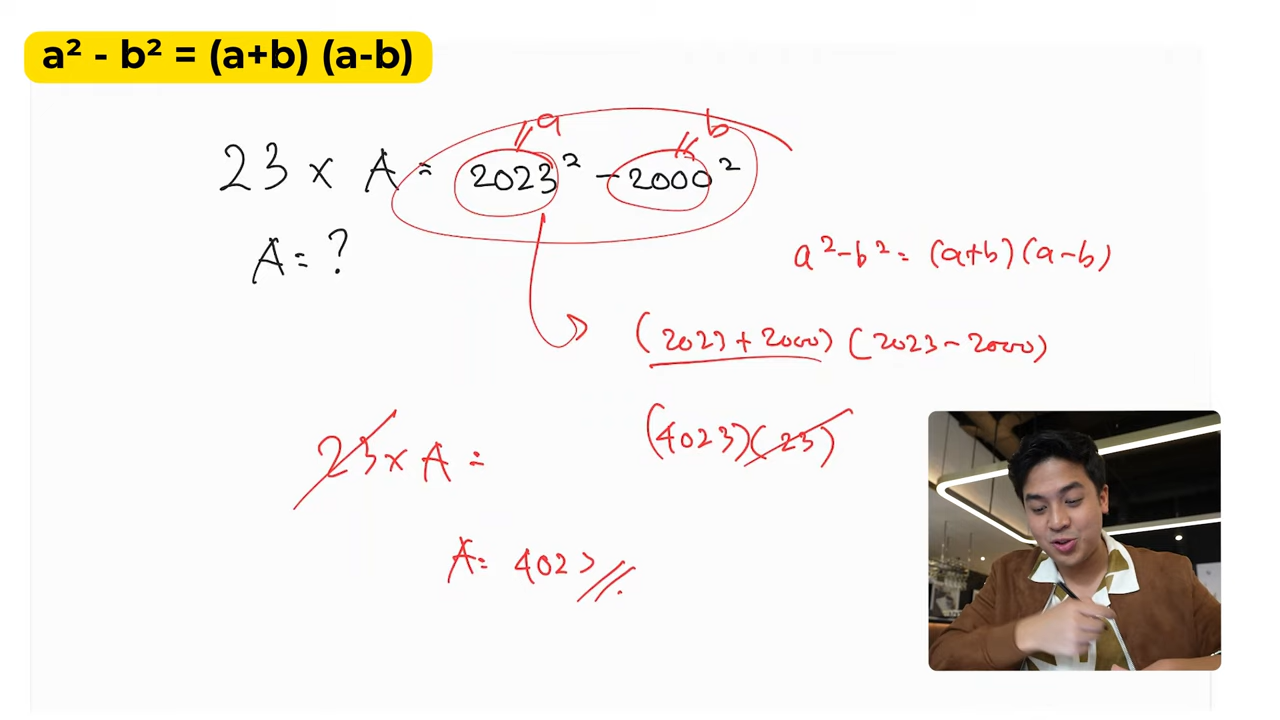 a² - b² = (a+b) (a-b)
a b
23 x A = 2023² - 2000²
A = ?
a² - b² = (a+b)(a-b)
(2023 + 2000) (2023 - 2000)
(4023)(23)
23 x A =
A = 4023